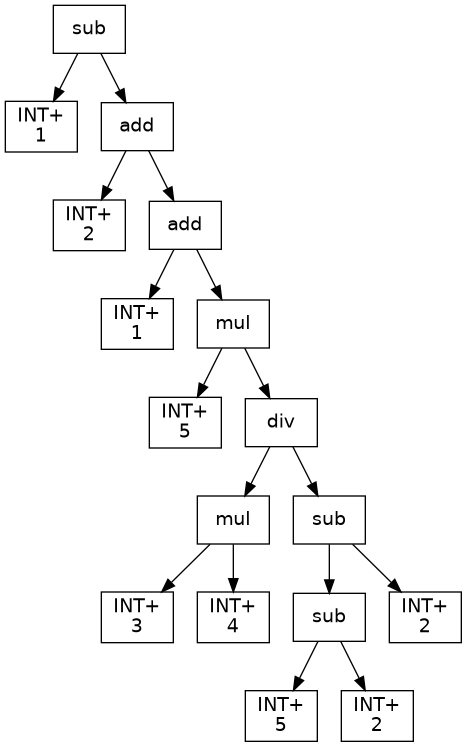 sub
INT+
1
add
INT+
2
add
INT+
1
mul
INT+
5
div
mul
sub
INT+
3
INT+
4
sub
INT+
2
INT+
5
INT+
2